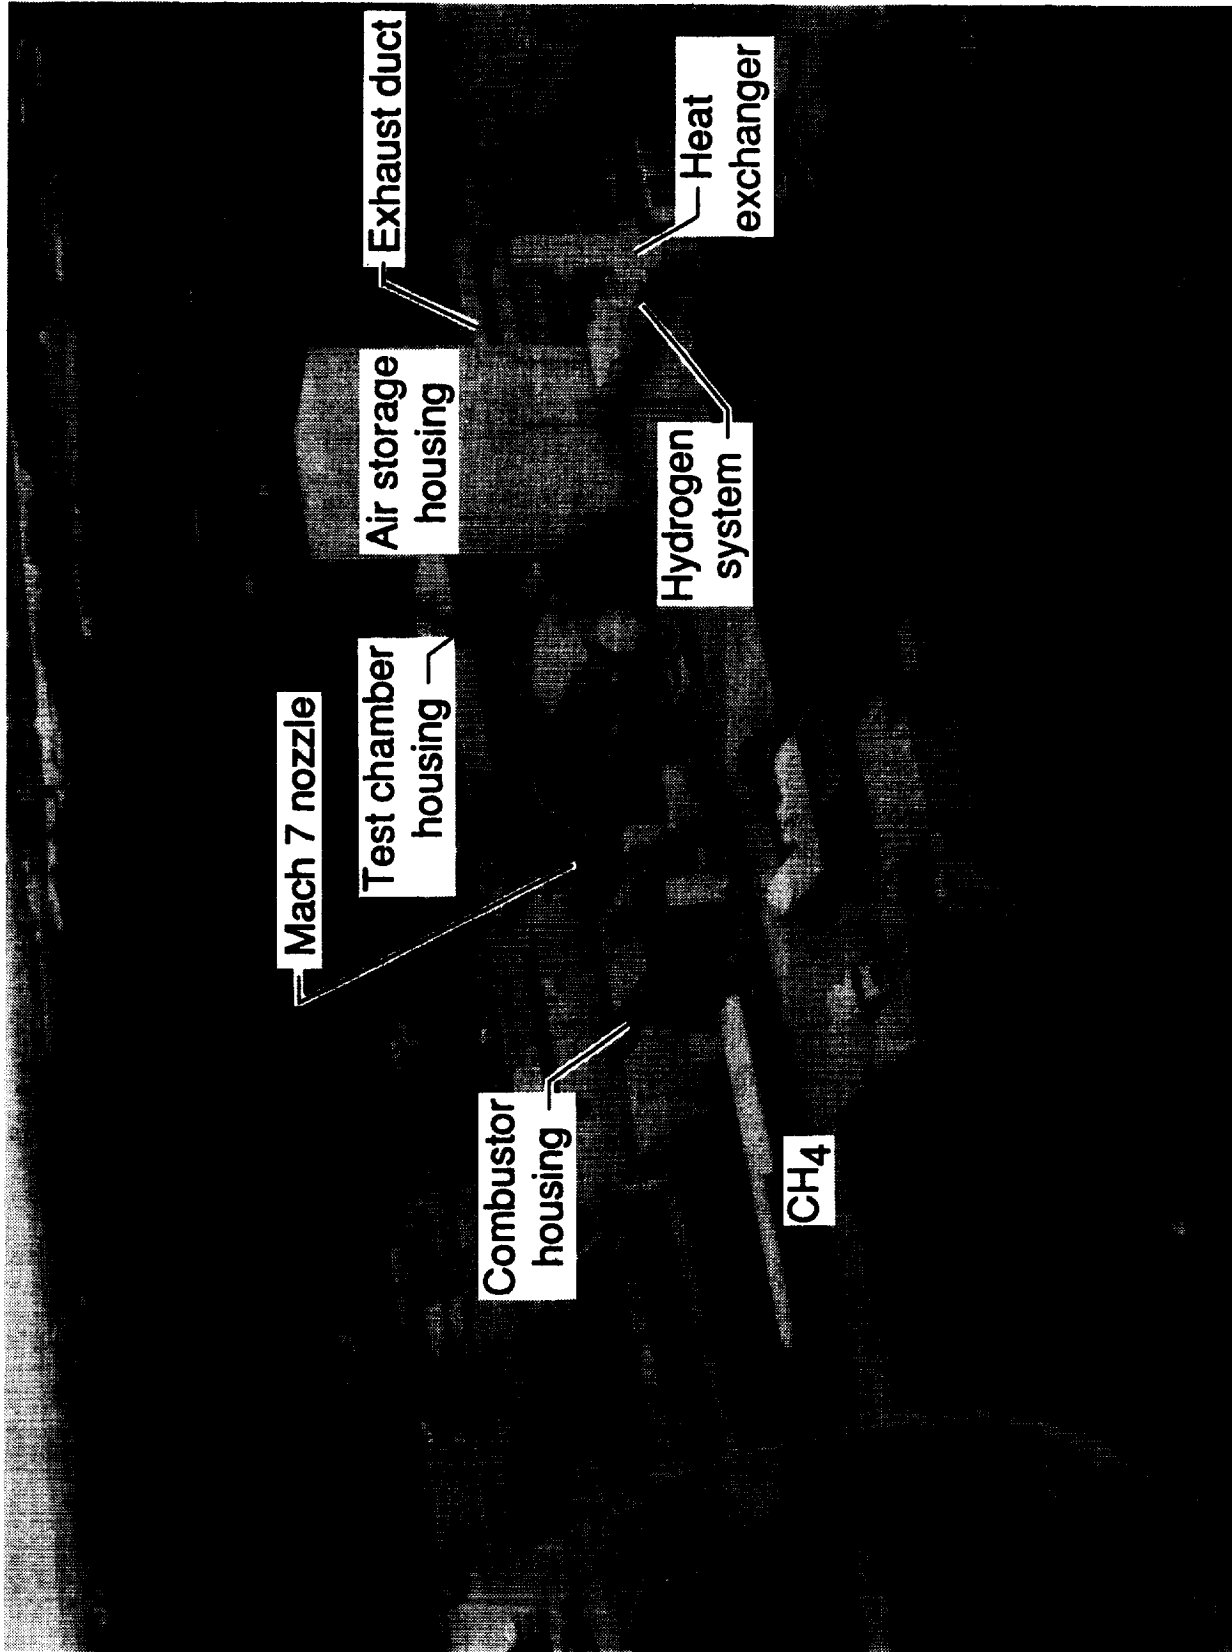 Mach 7 nozzle
Test chamber
housing
Air storage
housing
Exhaust duct
Combustor
housing
Hydrogen
system
Heat
exchanger
CH4